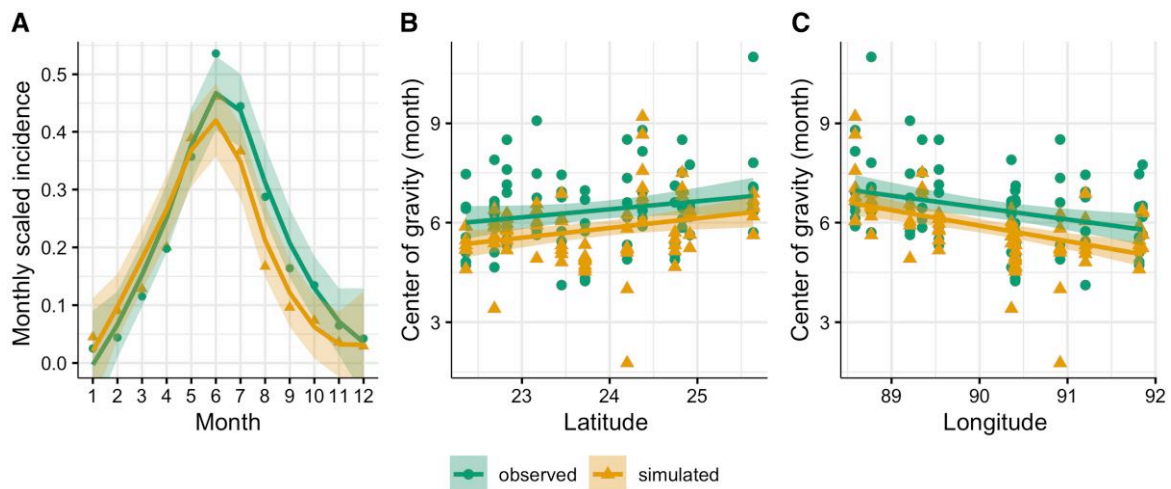 A
B
C
Monthly scaled incidence
0.5
0.4
0.3
0.2
0.1
0.0
1 2 3 4 5 6 7 8 9 10 11 12
Month
Center of gravity (month)
9
6
3
23 24 25
Latitude
Center of gravity (month)
9
6
3
89 90 91 92
Longitude
observed simulated